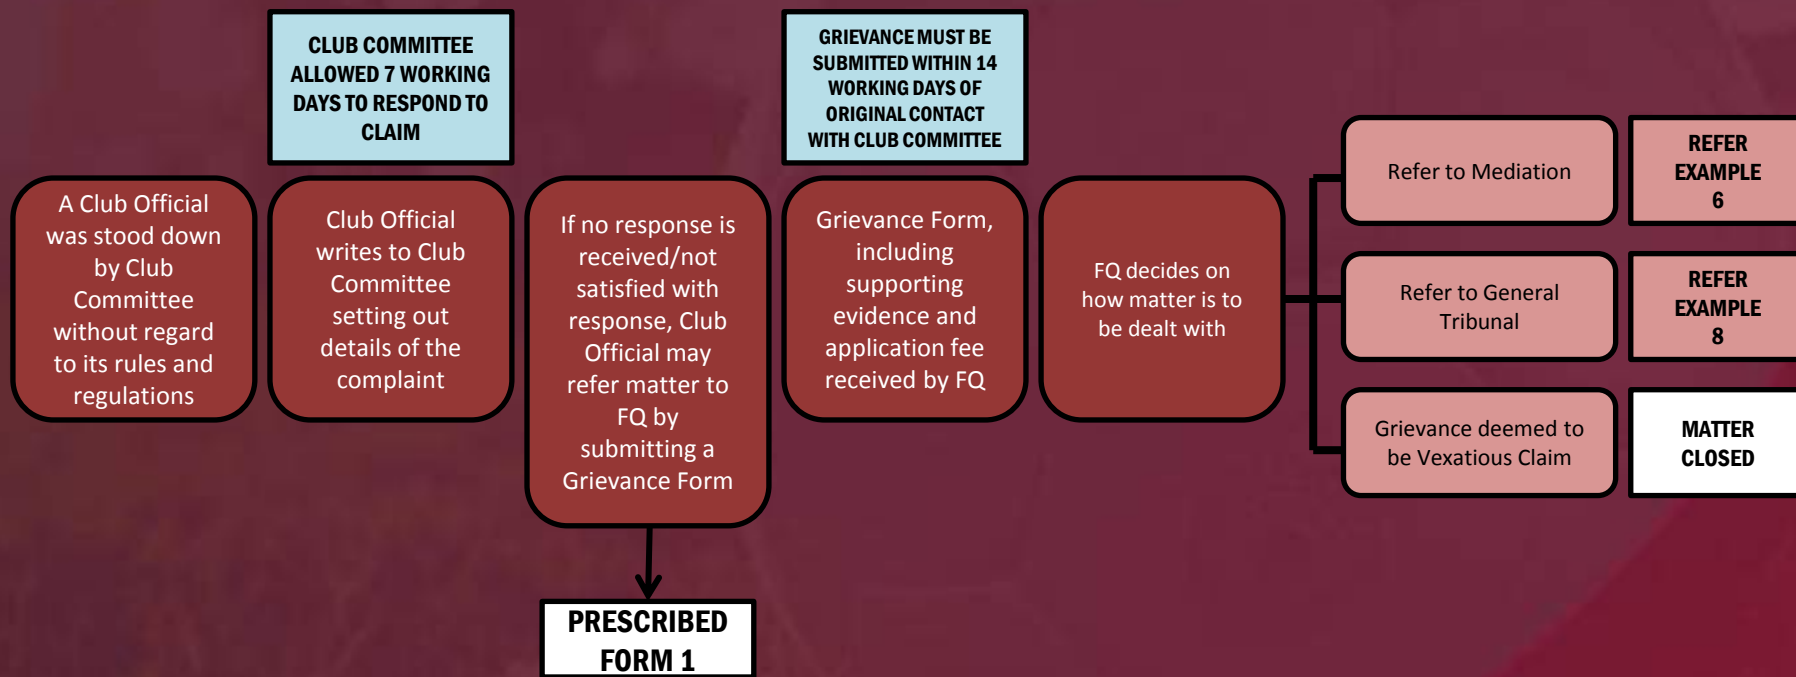 CLUB COMMITTEE
ALLOWED 7 WORKING
DAYS TO RESPOND TO
CLAIM
GRIEVANCE MUST BE
SUBMITTED WITHIN 14
WORKING DAYS OF
ORIGINAL CONTACT
WITH CLUB COMMITTEE
A Club Official
was stood down
by Club
Committee
without regard
to its rules and
regulations
Club Official
writes to Club
Committee
setting out
details of the
complaint
If no response is
received/not
satisfied with
response, Club
Official may
refer matter to
FQ by
submitting a
Grievance Form
PRESCRIBED
FORM 1
Grievance Form,
including
supporting
evidence and
application fee
received by FQ
FQ decides on
how matter is to
be dealt with
Refer to Mediation
REFER
EXAMPLE
6
Refer to General
Tribunal
REFER
EXAMPLE
8
Grievance deemed to
be Vexatious Claim
MATTER
CLOSED